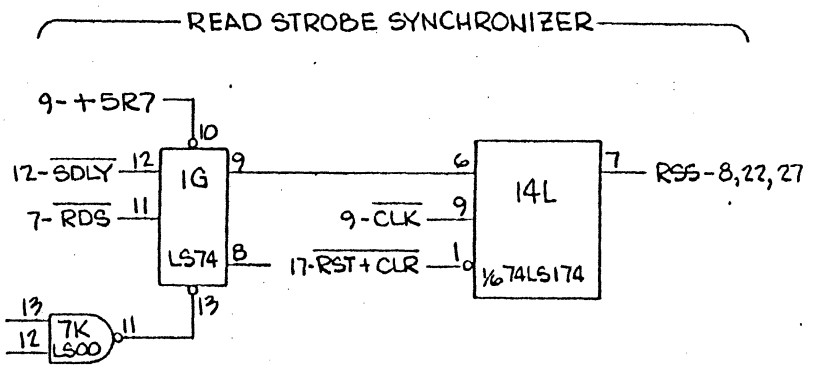 READ STROBE SYNCHRONIZER
9-+5R7
10
12-SDLY 12
1G
9
6
7
RSS-8,22,27
14L
7-RDS 11
9-CLK 9
LS74
8
17-RST+CLR 1
1/6 74LS174
13
13
12
7K
LS00
11